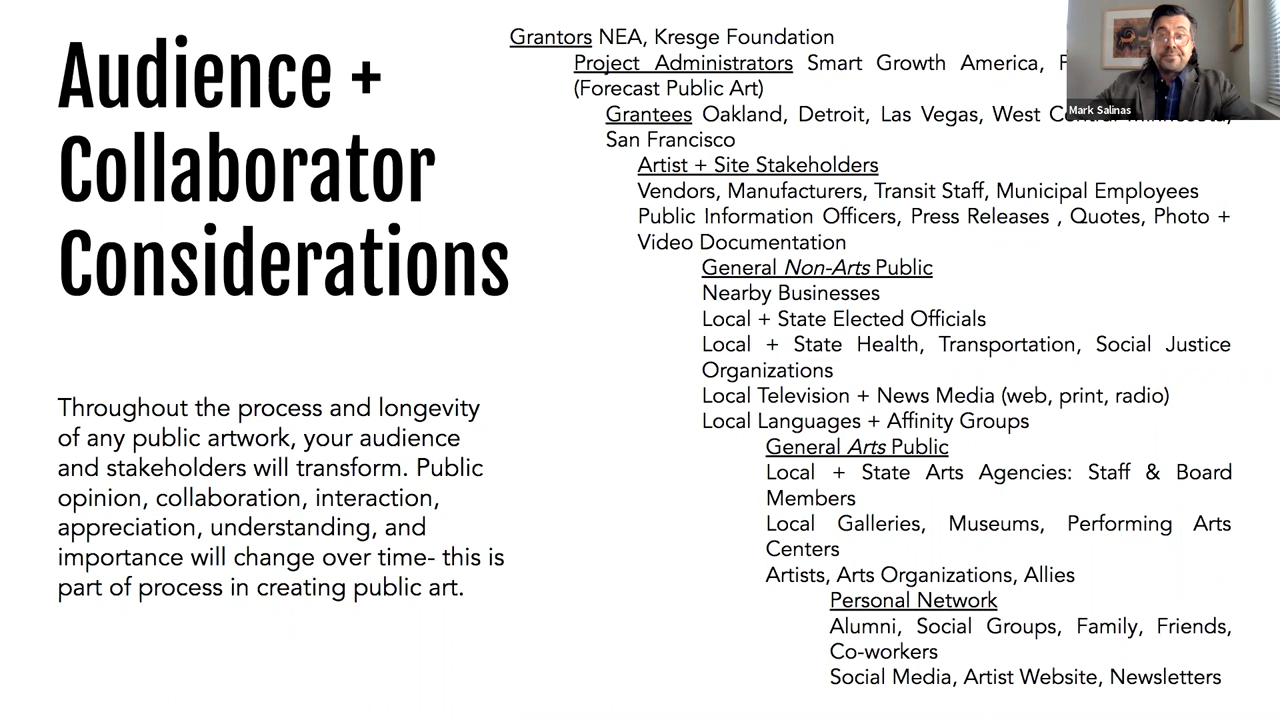 Audience +
Collaborator
Considerations
Throughout the process and longevity
of any public artwork, your audience
and stakeholders will transform. Public
opinion, collaboration, interaction,
appreciation, understanding, and
importance will change over time- this is
part of process in creating public art.
Grantors NEA, Kresge Foundation
Project Administrators Smart Growth America,
(Forecast Public Art)
Grantees Oakland, Detroit, Las Vegas, West
San Francisco
Artist + Site Stakeholders
Vendors, Manufacturers, Transit Staff, Municipal Employees
Public Information Officers, Press Releases , Quotes, Photo +
Video Documentation
General Non-Arts Public
Nearby Businesses
Local + State Elected Officials
Local + State Health, Transportation, Social Justice
Organizations
Local Television + News Media (web, print, radio)
Local Languages + Affinity Groups
General Arts Public
Local + State Arts Agencies: Staff & Board
Members
Local Galleries, Museums, Performing Arts
Centers
Artists, Arts Organizations, Allies
Personal Network
Alumni, Social Groups, Family, Friends,
Co-workers
Social Media, Artist Website, Newsletters
Mark Salinas